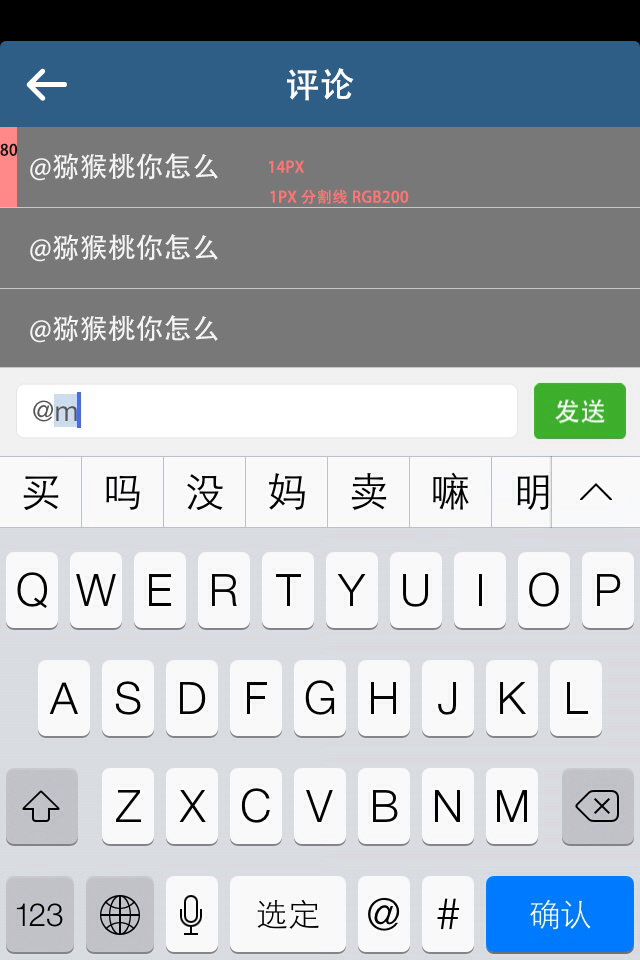 评论
80
@猕猴桃你怎么
14PX
1PX 分割线 RGB200
@猕猴桃你怎么
@猕猴桃你怎么
@m
发送
买 吗 没 妈 卖 嘛 明
Q W E R T Y U I O P
A S D F G H J K L
Z X C V B N M
123 选定 @ # 确认